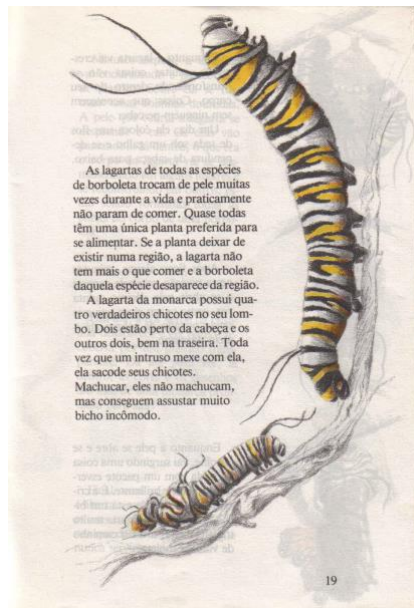 As lagartas de todas as espécies
de borboleta trocam de pele muitas
vezes durante a vida e praticamente
não param de comer. Quase todas
têm uma única planta preferida para
se alimentar. Se a planta deixar de
existir numa região, a lagarta não
tem mais o que comer e a borboleta
daquela espécie desaparece da região.
A lagarta da monarca possui qua-
tro verdadeiros chicotes no seu lom-
bo. Dois estão perto da cabeça e os
outros dois, bem na traseira. Toda
vez que um intruso mexe com ela,
ela sacode seus chicotes.
Machucar, eles não machucam,
mas conseguem assustar muito
bicho incômodo.
19